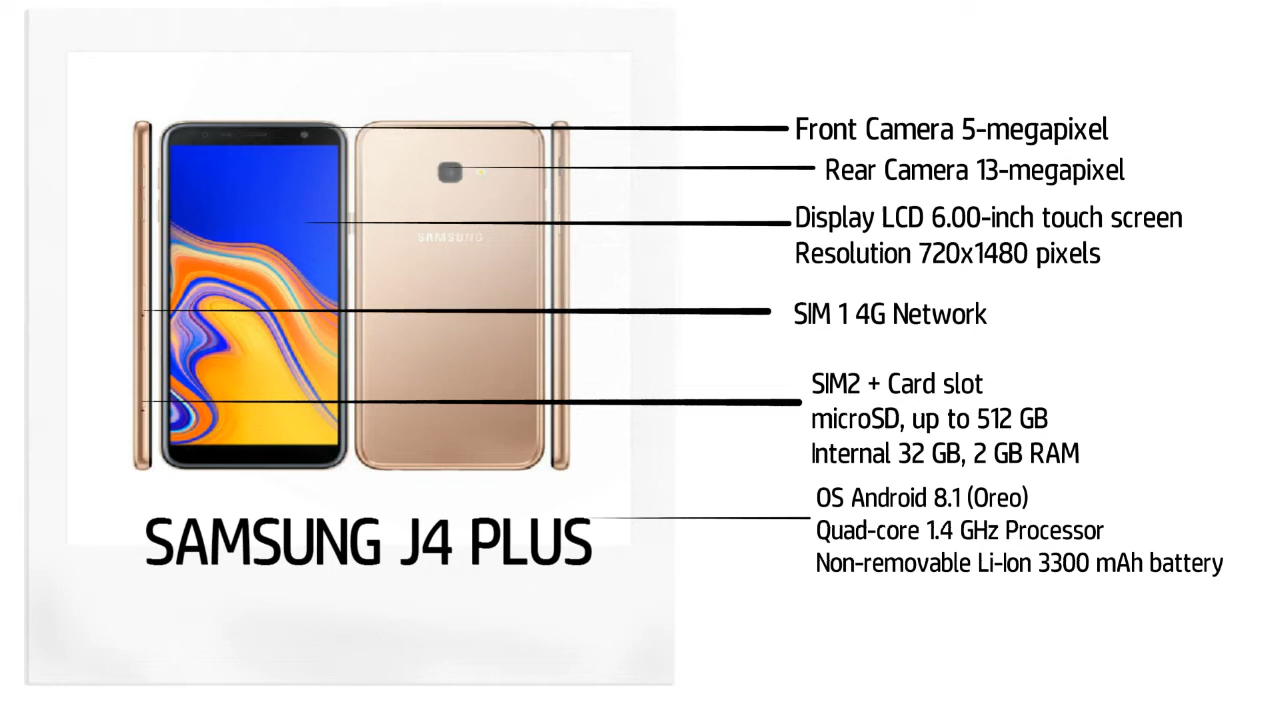 Front Camera 5-megapixel
Rear Camera 13-megapixel
Display LCD 6.00-inch touch screen
Resolution 720x1480 pixels
SAMSUNG
SIM 1 4G Network
SIM2 + Card slot
microSD, up to 512 GB
Internal 32 GB, 2 GB RAM
OS Android 8.1 (Oreo)
Quad-core 1.4 GHz Processor
Non-removable Li-Ion 3300 mAh battery
SAMSUNG J4 PLUS